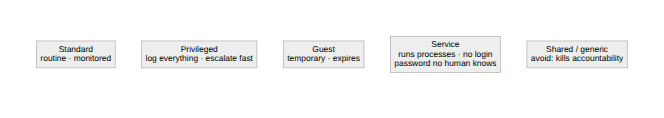 Standard
routine · monitored
Privileged
log everything · escalate fast
Guest
temporary · expires
Service
runs processes · no login
password no human knows
Shared / generic
avoid: kills accountability